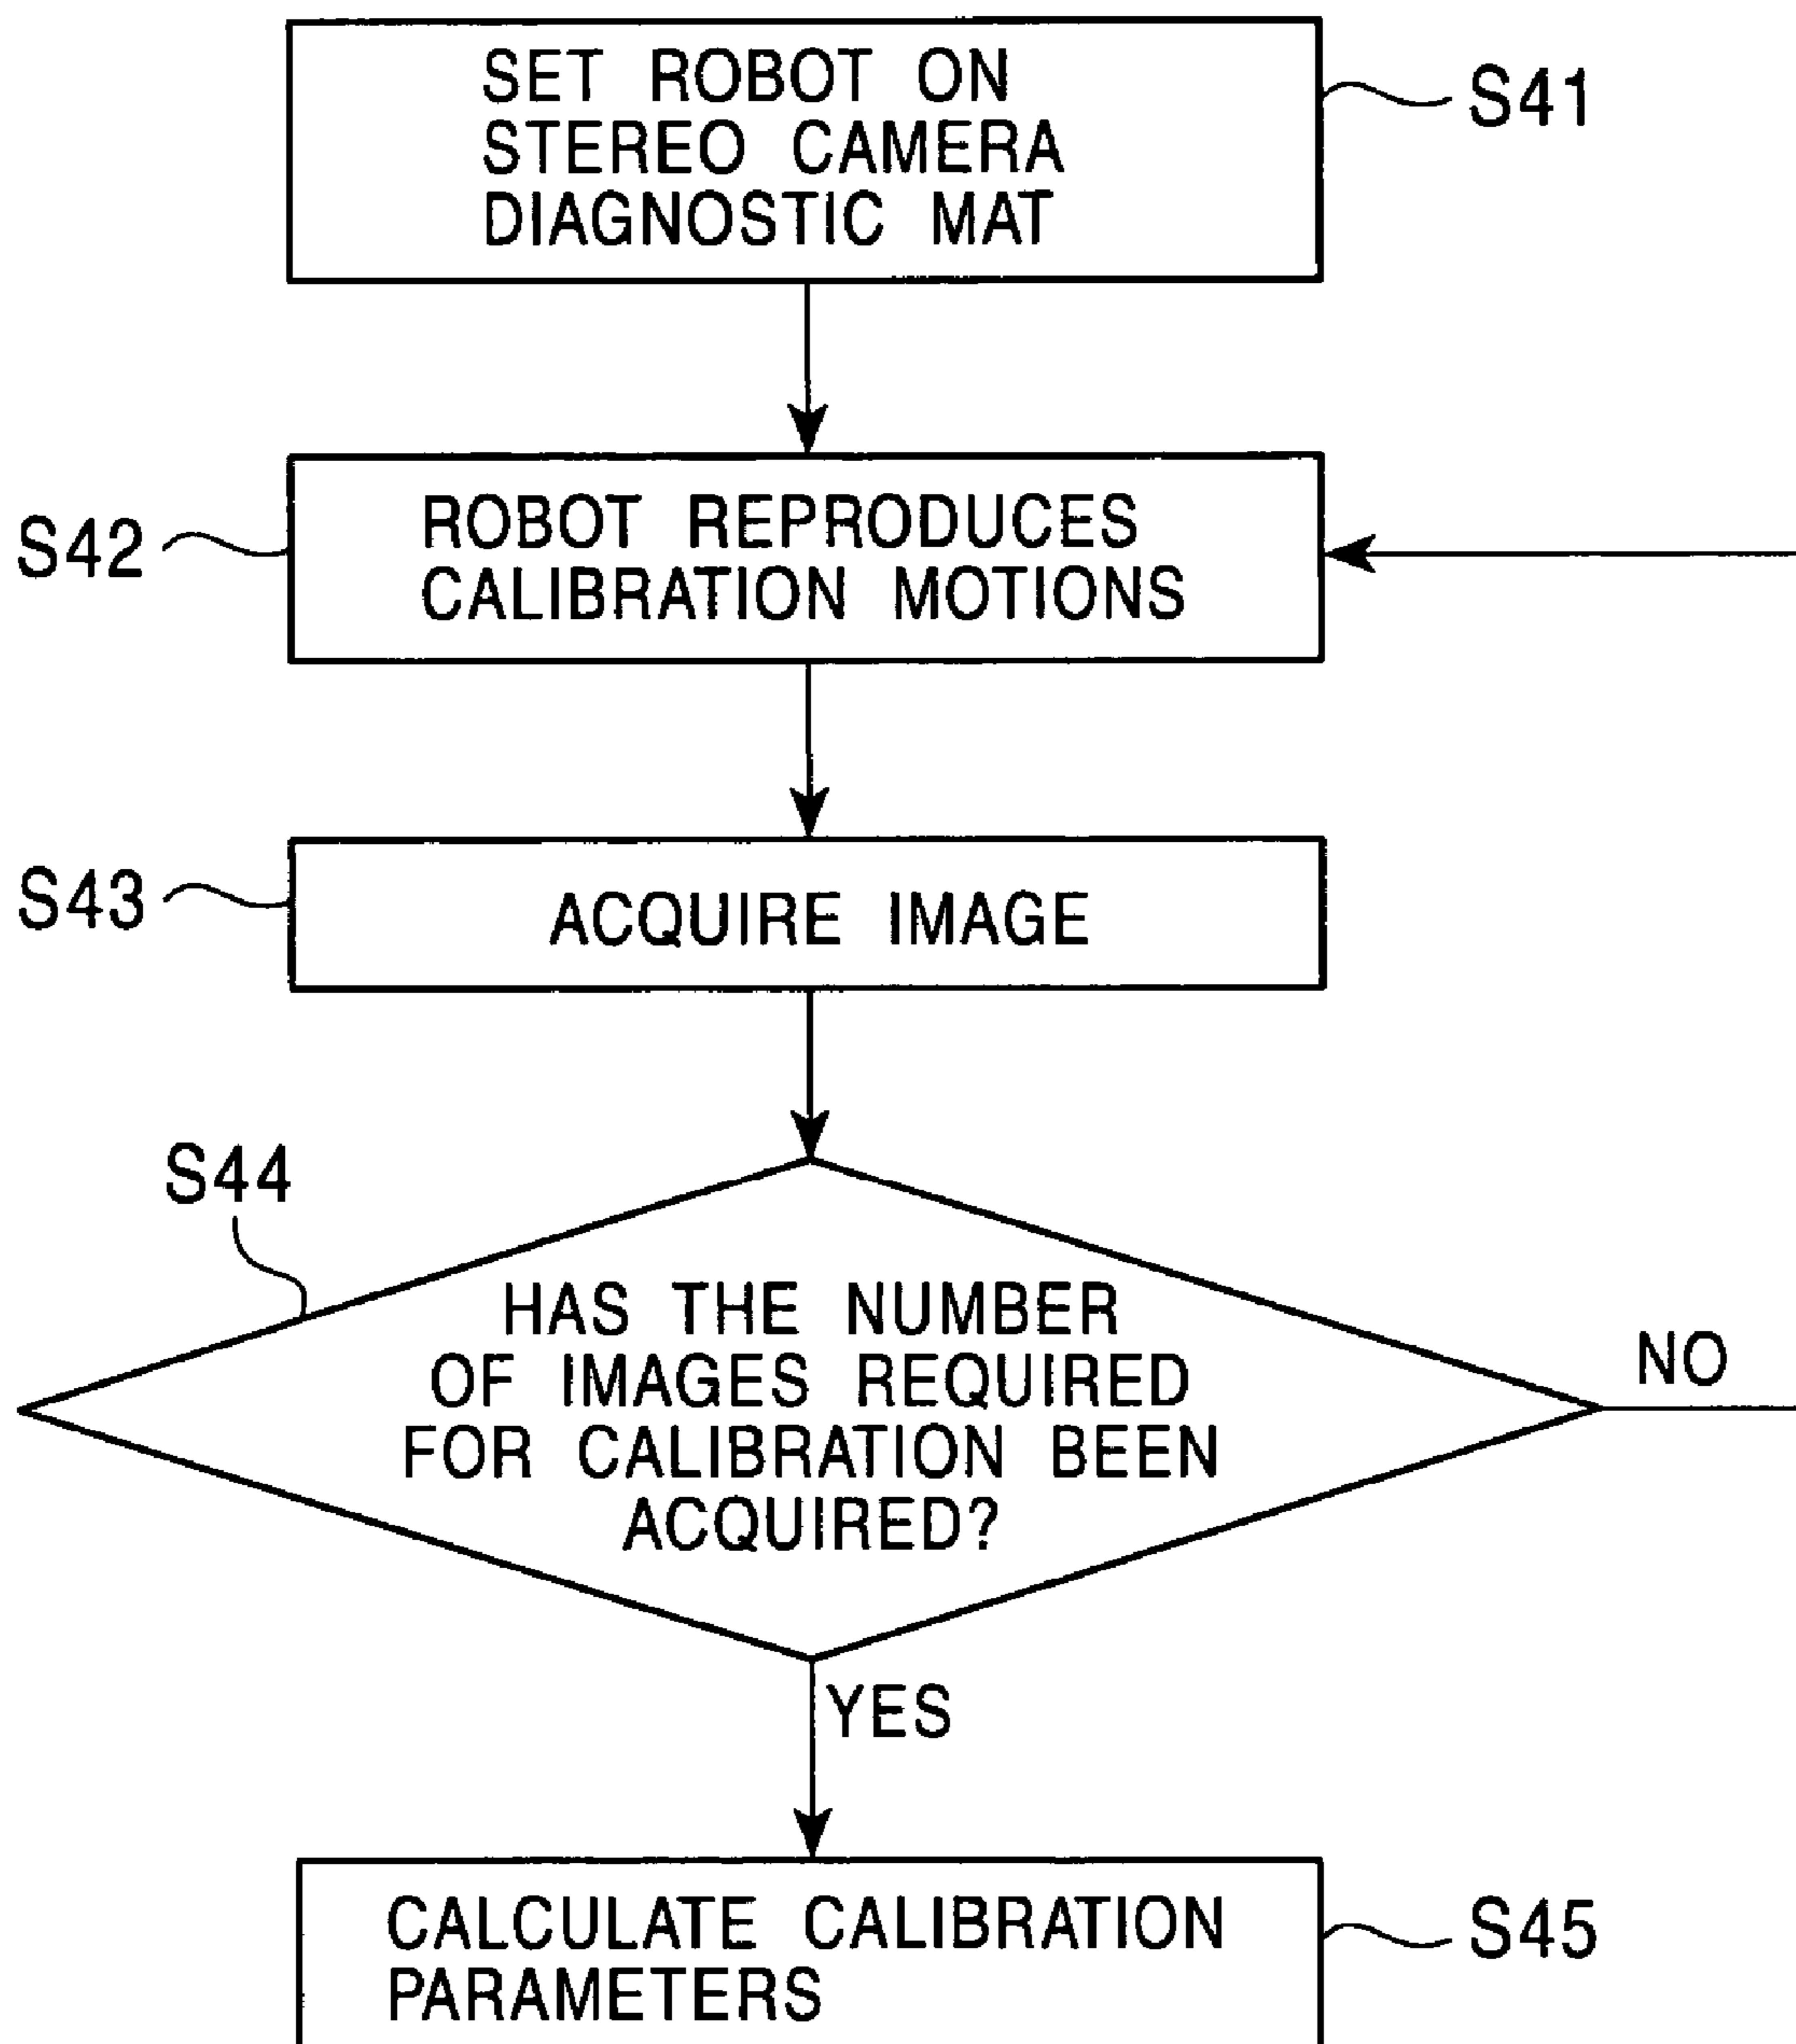 SET ROBOT ON
STEREO CAMERA
DIAGNOSTIC MAT
S41
S42
ROBOT REPRODUCES
CALIBRATION MOTIONS
S43
ACQUIRE IMAGE
S44
HAS THE NUMBER
OF IMAGES REQUIRED
FOR CALIBRATION BEEN
ACQUIRED?
NO
YES
CALCULATE CALIBRATION
PARAMETERS
S45